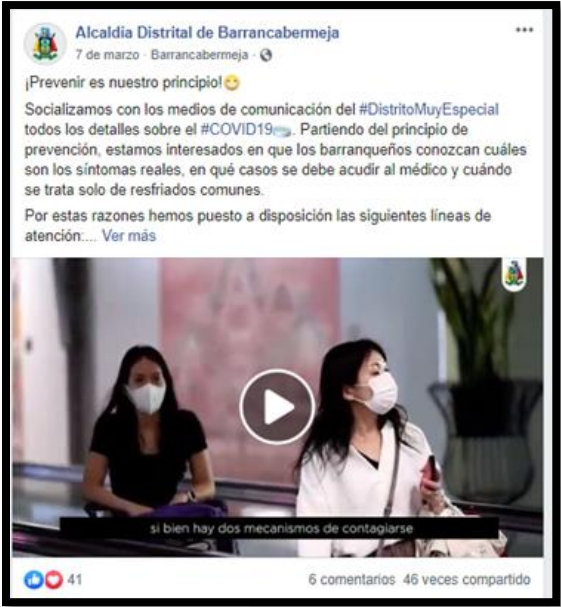 Alcaldía Distrital de Barrancabermeja
7 de marzo · Barrancabermeja ·
¡Prevenir es nuestro principio!
Socializamos con los medios de comunicación del #DistritoMuyEspecial
todos los detalles sobre el #COVID19. Partiendo del principio de
prevención, estamos interesados en que los barranqueños conozcan cuáles
son los síntomas reales, en qué casos se debe acudir al médico y cuándo
se trata solo de resfriados comunes.
Por estas razones hemos puesto a disposición las siguientes líneas de
atención:... Ver más
si bien hay dos mecanismos de contagiarse
41
6 comentarios 46 veces compartido